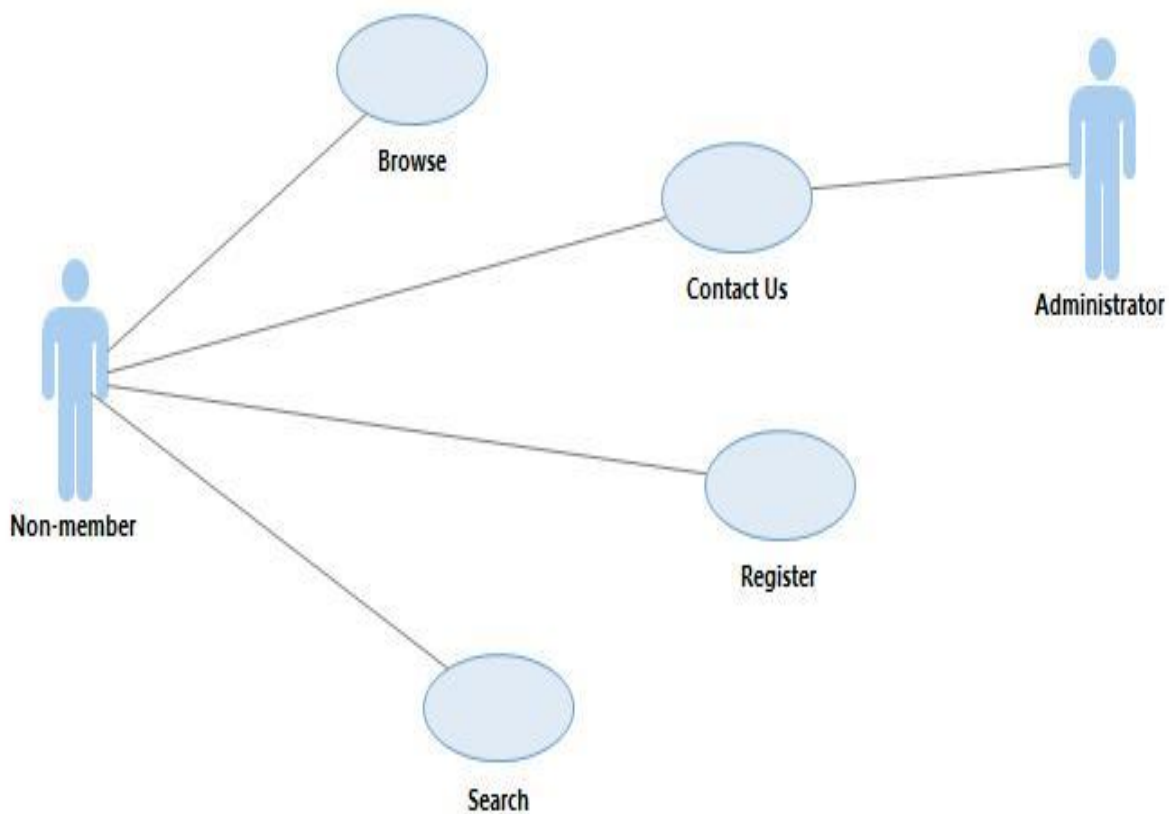 Browse
Contact Us
Administrator
Non-member
Register
Search